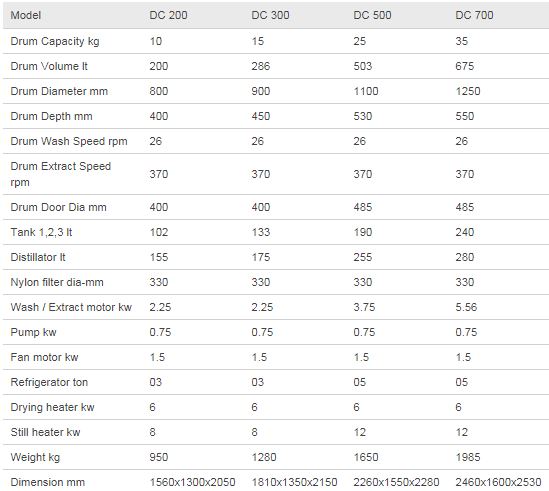 Model DC 200 DC 300 DC 500 DC 700
Drum Capacity kg 10 15 25 35
Drum Volume lt 200 286 503 675
Drum Diameter mm 800 900 1100 1250
Drum Depth mm 400 450 530 550
Drum Wash Speed rpm 26 26 26 26
Drum Extract Speed
rpm 370 370 370 370
Drum Door Dia mm 400 400 485 485
Tank 1,2,3 lt 102 133 190 240
Distillator lt 155 175 255 280
Nylon filter dia-mm 330 330 330 330
Wash / Extract motor kw 2.25 2.25 3.75 5.56
Pump kw 0.75 0.75 0.75 0.75
Fan motor kw 1.5 1.5 1.5 1.5
Refrigerator ton 03 03 05 05
Drying heater kw 6 6 6 6
Still heater kw 8 8 12 12
Weight kg 950 1280 1650 1985
Dimension mm 1560x1300x2050 1810x1350x2150 2260x1550x2280 2460x1600x2530